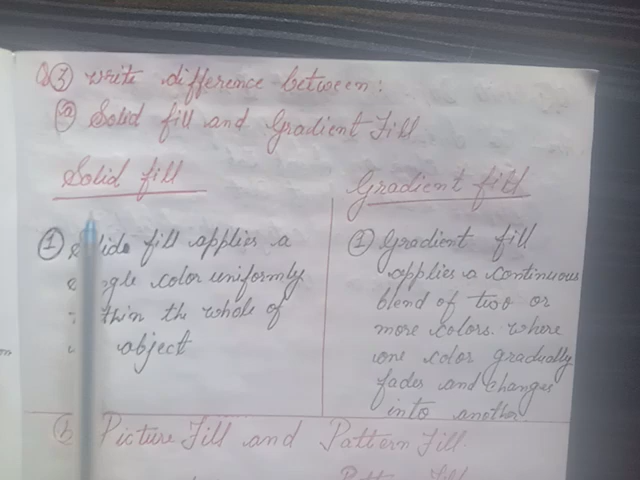 Q③ Write difference between:
ⓐ Solid fill and Gradient Fill
Solid fill
① fill applies a
color uniformly
the whole of
object
Gradient fill
① Gradient fill
applies a continuous
blend of two or
more colors. where
one color gradually
fades and changes
into another
ⓑ Picture Fill and Pattern Fill.